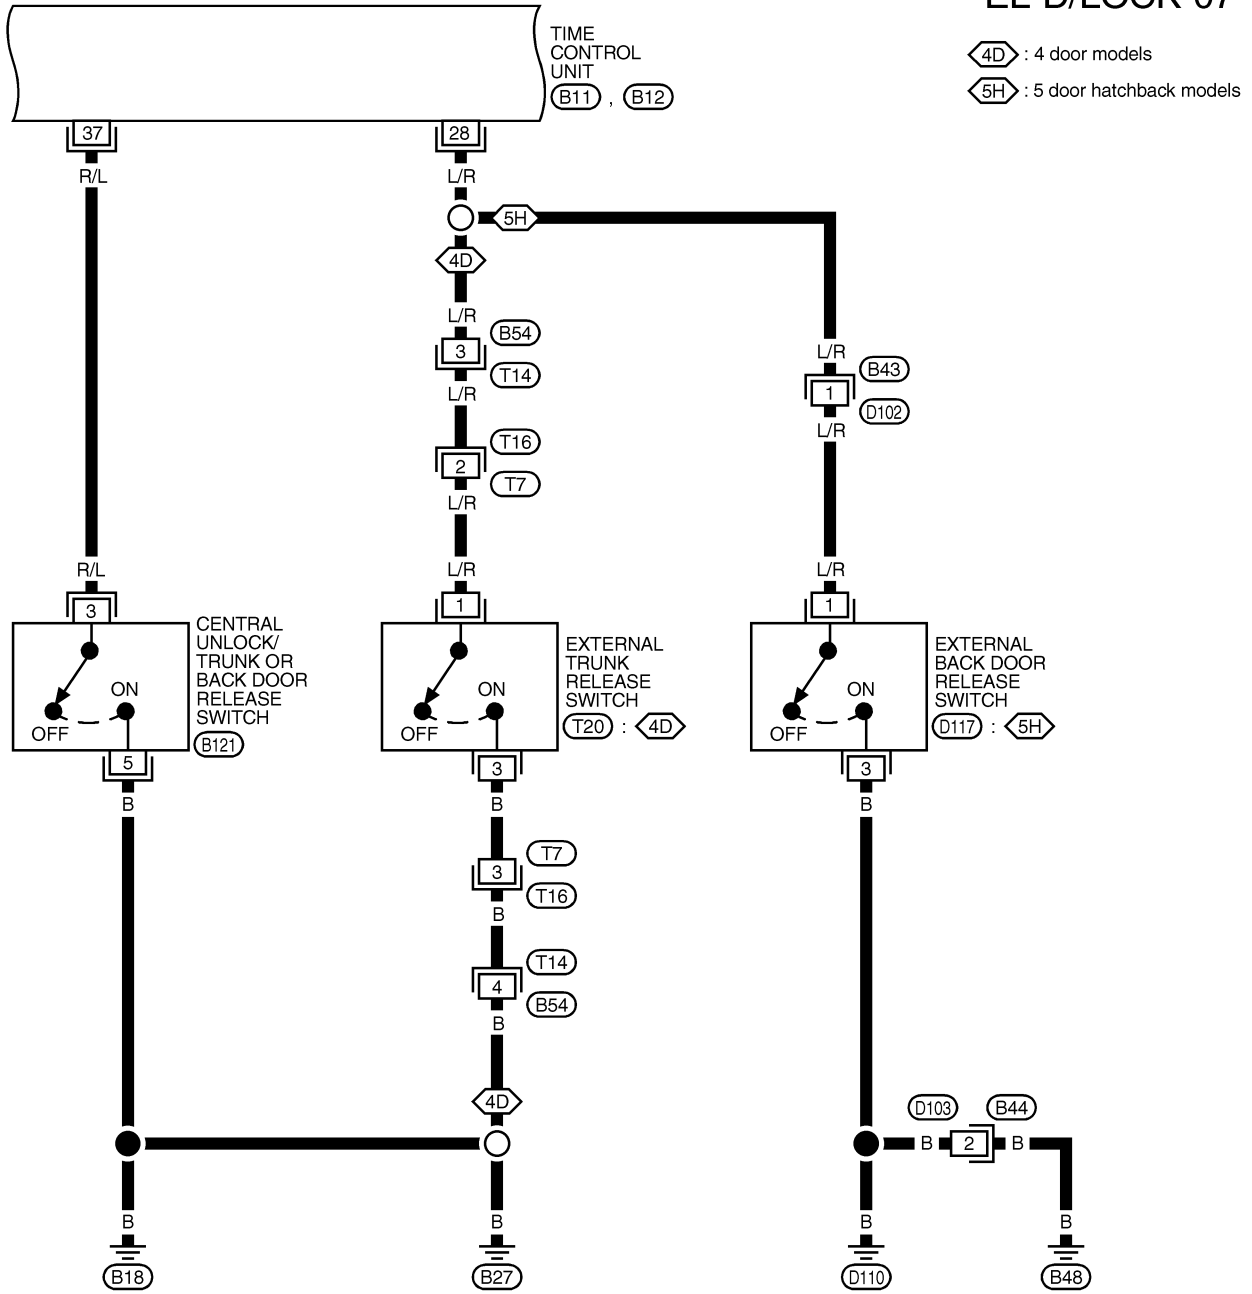 EL-D/LOCK-07
4D : 4 door models
5H : 5 door hatchback models
TIME
CONTROL
UNIT
B11 , B12
37
28
R/L
L/R
5H
4D
L/R
B54
3
T14
L/R
L/R
B43
1
D102
L/R
T16
2
T7
L/R
R/L
L/R
L/R
3
1
1
CENTRAL
UNLOCK/
TRUNK OR
BACK DOOR
RELEASE
SWITCH
B121
ON
OFF
EXTERNAL
TRUNK
RELEASE
SWITCH
T20 : 4D
ON
OFF
EXTERNAL
BACK DOOR
RELEASE
SWITCH
D117 : 5H
ON
OFF
5
3
3
B
B
B
T7
3
T16
B
T14
4
B54
B
4D
D103
B44
B
2
B
B
B
B
B
B18
B27
D110
B48